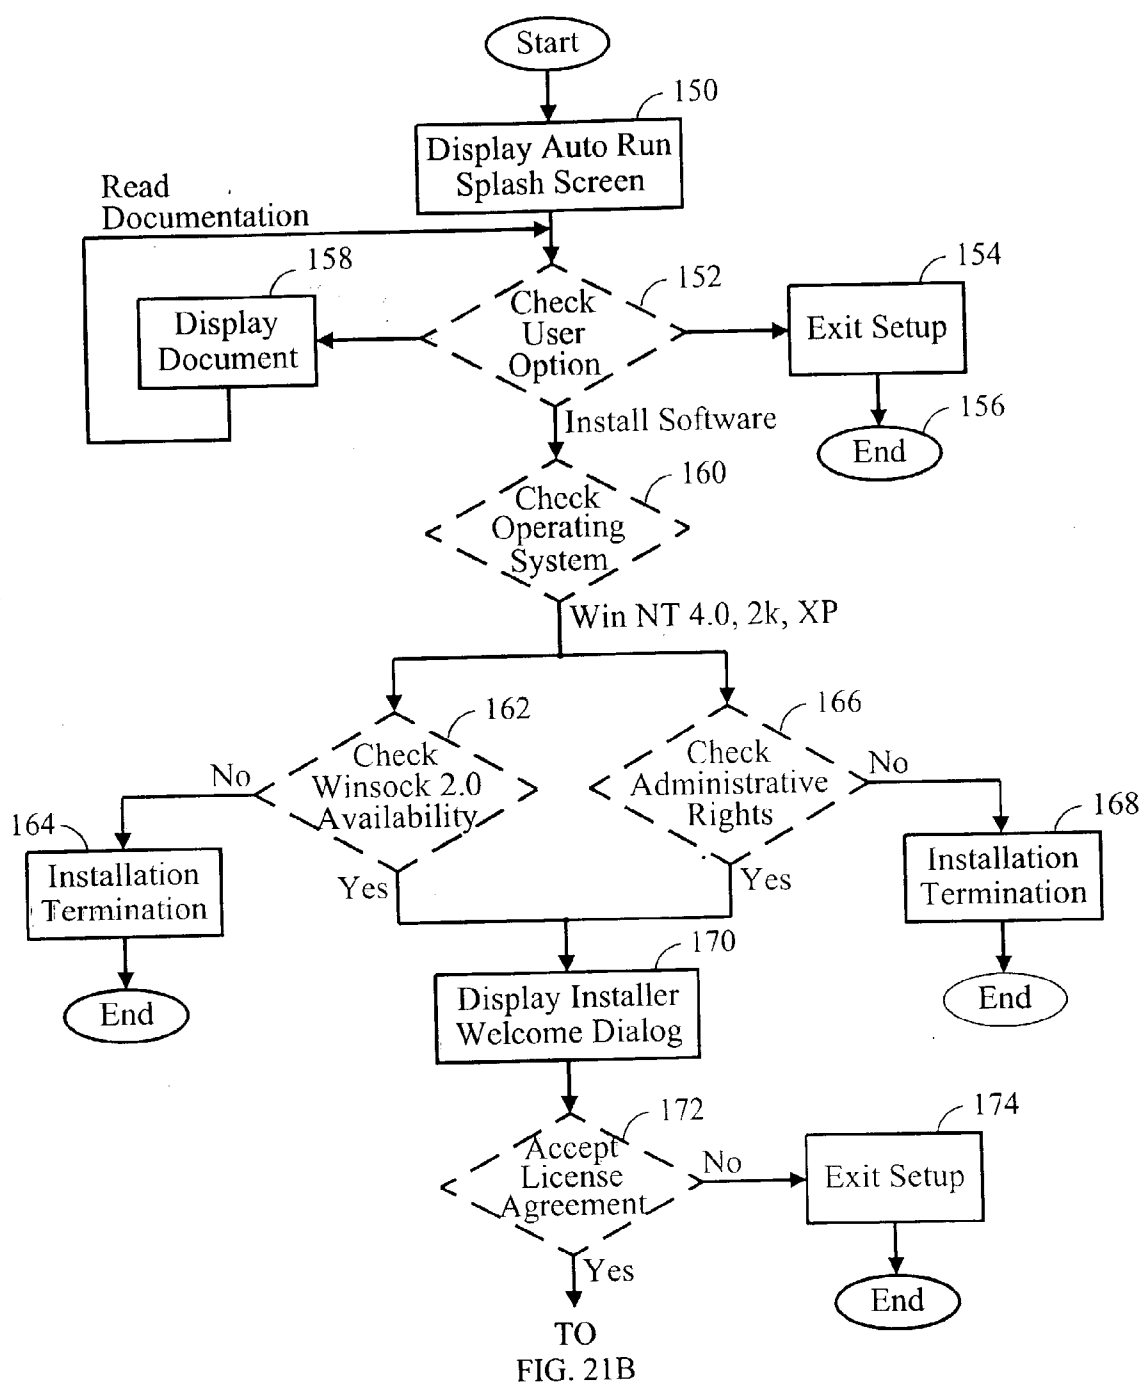 Start
150
Display Auto Run
Splash Screen
Read
Documentation
158
Display
Document
152
Check
User
Option
154
Exit Setup
156
End
Install Software
160
Check
Operating
System
Win NT 4.0, 2k, XP
162
Check
Winsock 2.0
Availability
No
164
Installation
Termination
End
Yes
166
Check
Administrative
Rights
No
168
Installation
Termination
End
Yes
170
Display Installer
Welcome Dialog
172
Accept
License
Agreement
No
174
Exit Setup
End
Yes
TO
FIG. 21B